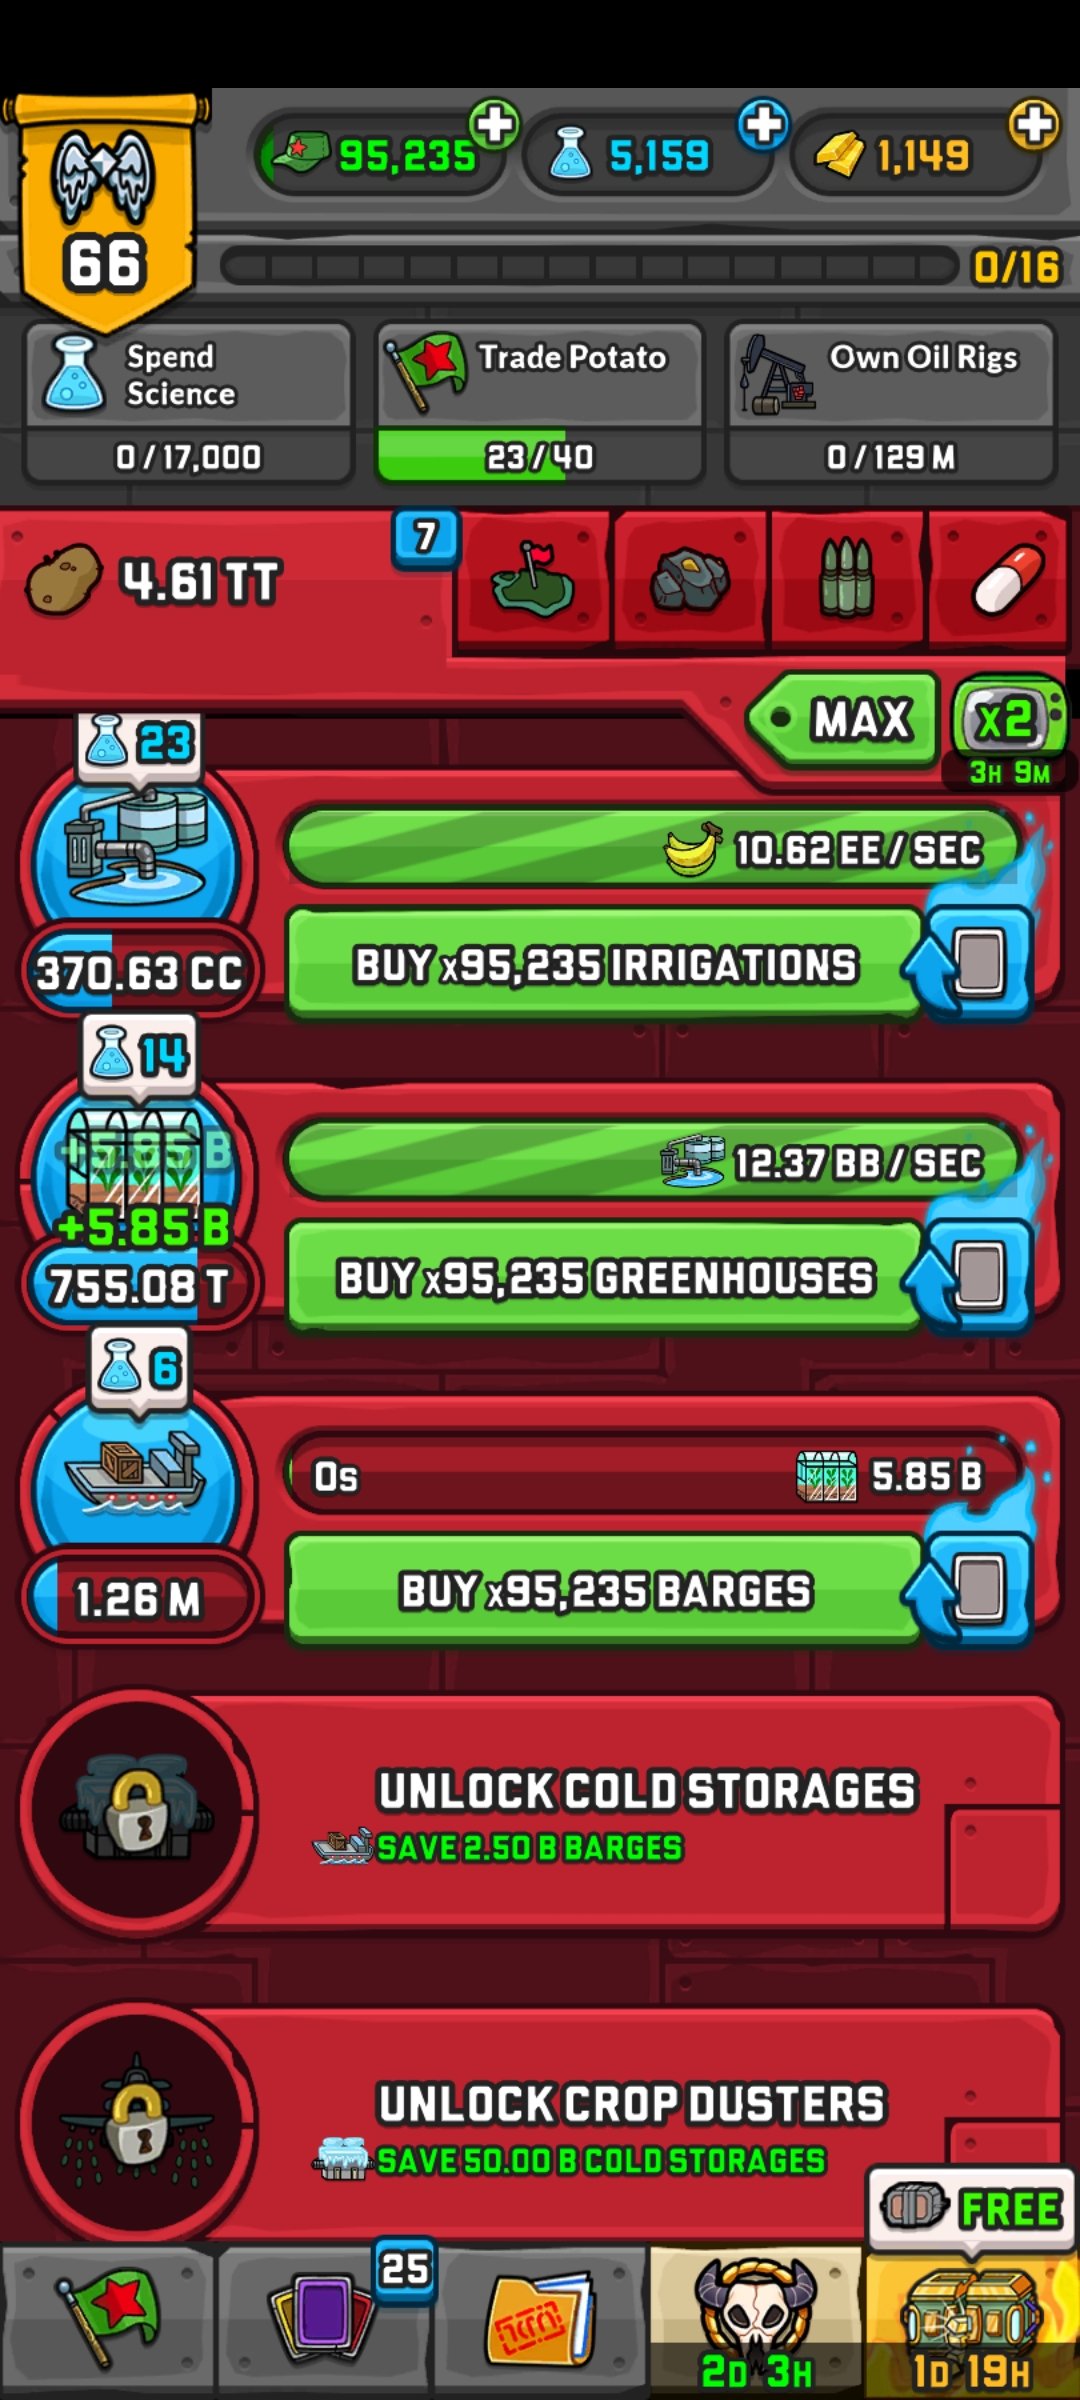 95,235
5,159
1,149
66
0/16
Spend
Science
0/17,000
Trade Potato
23/40
Own Oil Rigs
0/129 M
4.61 TT
7
MAX
x2
3H 9M
23
10.62 EE/SEC
370.63 CC
BUY x95,235 IRRIGATIONS
14
+5.85 B
12.37 BB/SEC
+5.85 B
755.08 T
BUY x95,235 GREENHOUSES
6
0s
5.85 B
1.26 M
BUY x95,235 BARGES
UNLOCK COLD STORAGES
SAVE 2.50 B BARGES
UNLOCK CROP DUSTERS
SAVE 50.00 B COLD STORAGES
FREE
25
2D 3H
1D 19H